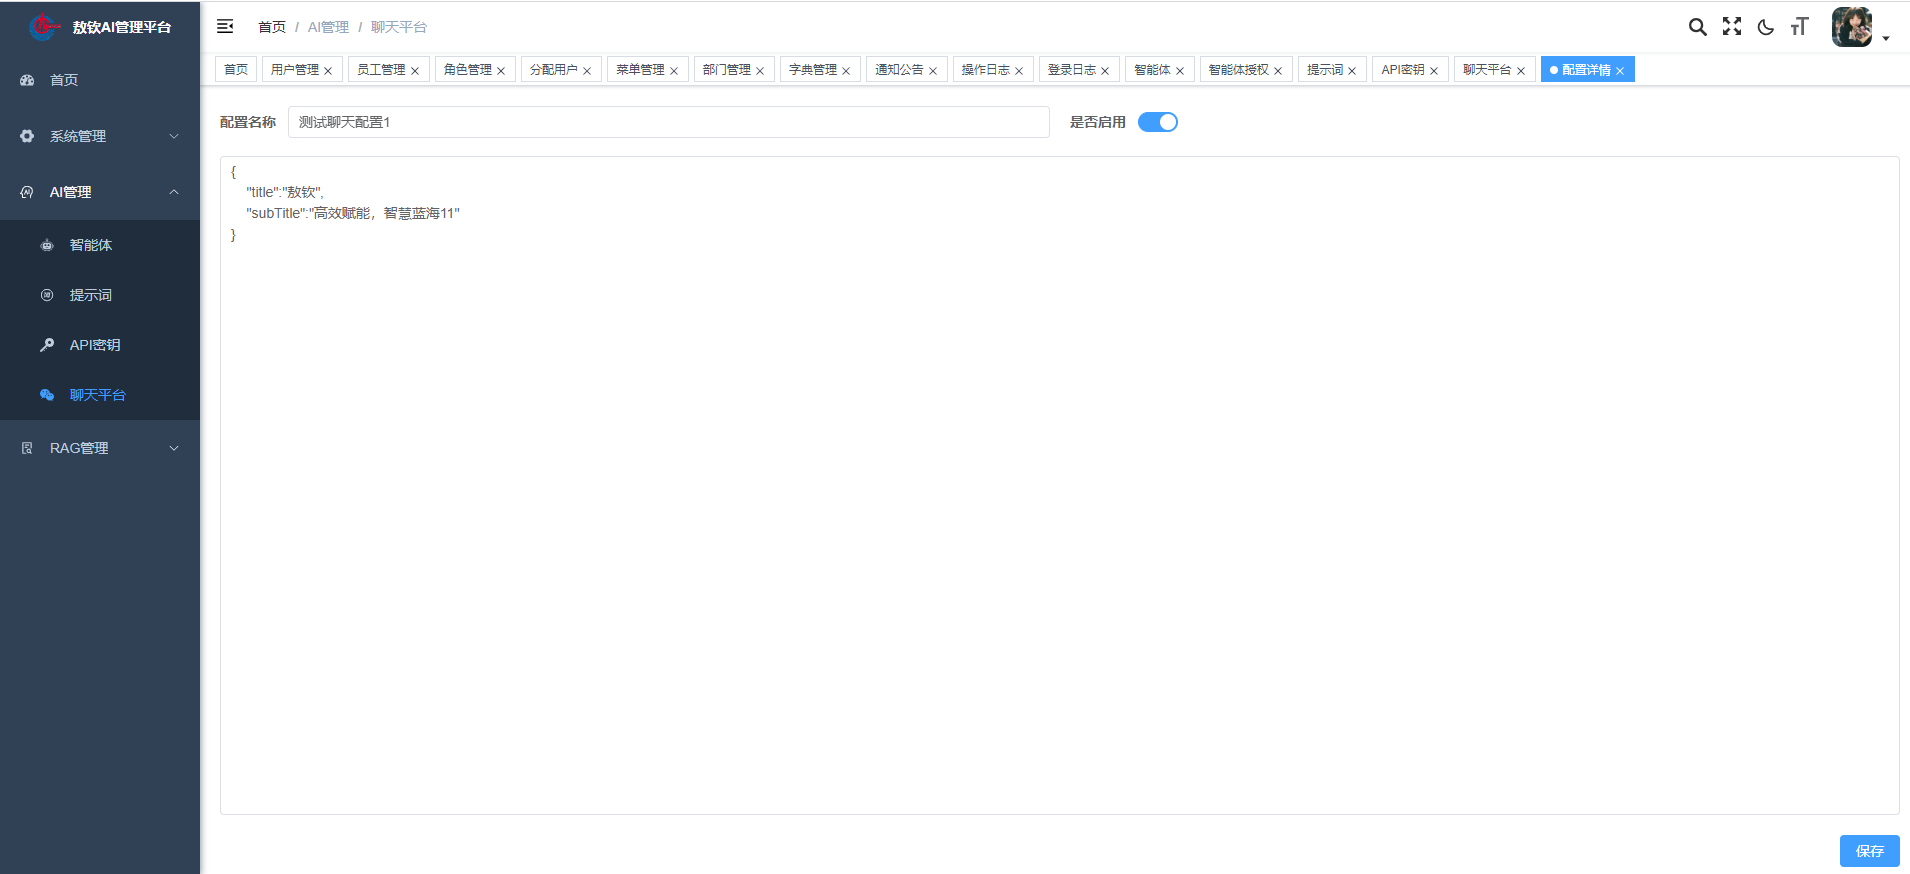 敖钦AI管理平台
首页 / AI管理 / 聊天平台
首页
系统管理
AI管理
智能体
提示词
API密钥
聊天平台
RAG管理
首页 用户管理 员工管理 角色管理 分配用户 菜单管理 部门管理 字典管理 通知公告 操作日志 登录日志 智能体 智能体授权 提示词 API密钥 聊天平台 配置详情
配置名称 测试聊天配置1 是否启用
{
"title":"敖钦",
"subTitle":"高效赋能，智慧蓝海11"
}
保存